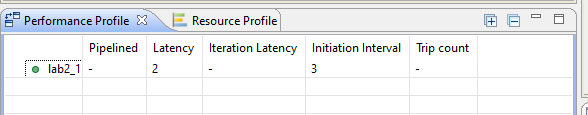 Performance Profile Resource Profile
Pipelined Latency Iteration Latency Initiation Interval Trip count
lab2_1 - 2 - 3 -